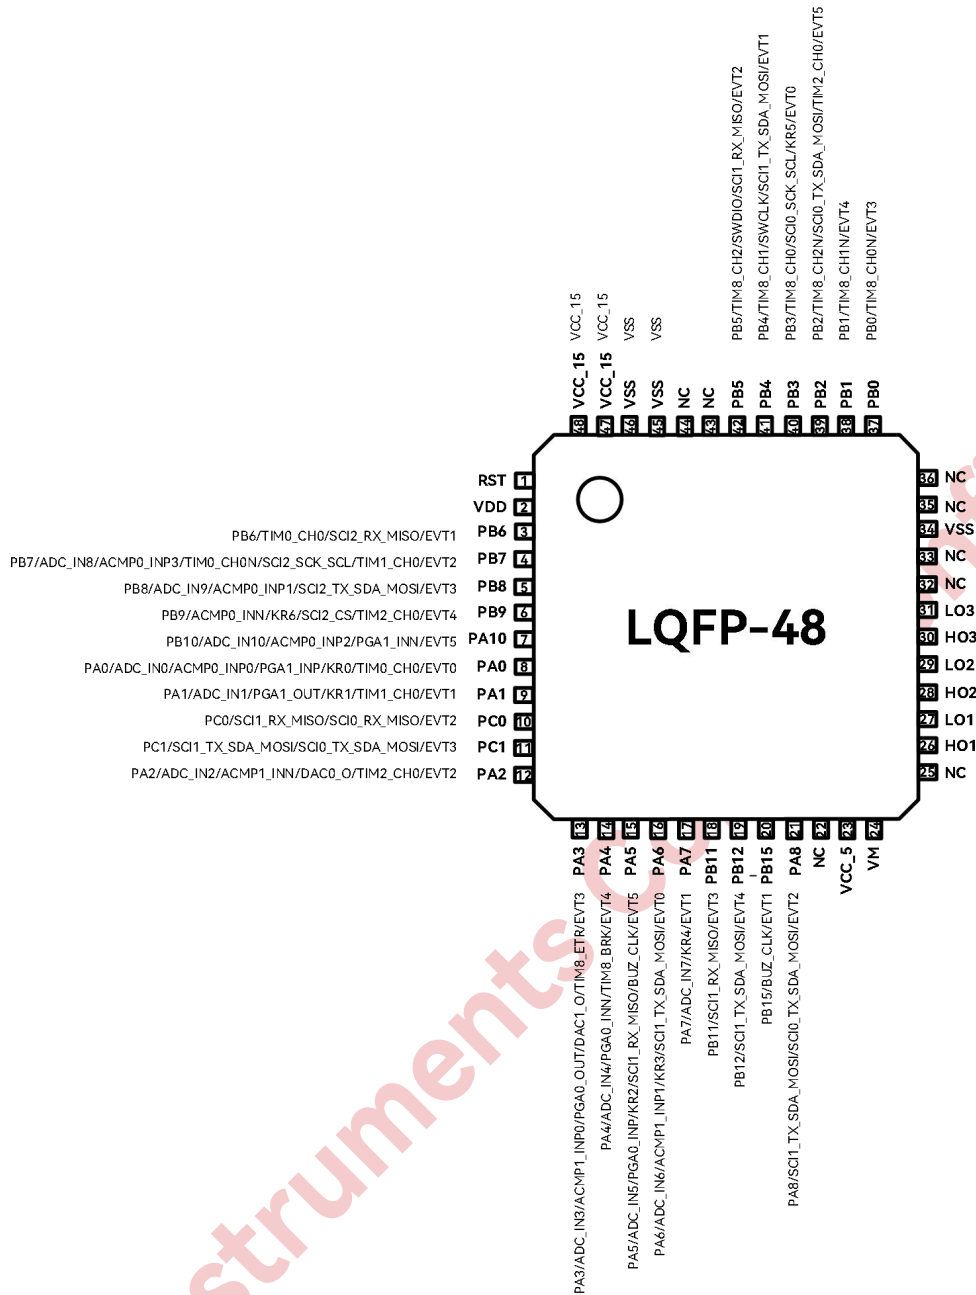 PB5/TIM8_CH2/SWDIO/SCI1_RX_MISO/EVT2
PB4/TIM8_CH1/SWCLK/SCI1_TX_SDA_MOSI/EVT1
PB3/TIM8_CH0/SCI0_SCK_SCL/KR5/EVT0
PB2/TIM8_CH2N/SCI0_TX_SDA_MOSI/TIM2_CH0/EVT5
PB1/TIM8_CH1N/EVT4
PB0/TIM8_CH0N/EVT3
VCC_15
VCC_15
VSS
VSS
VCC_15
VCC_15
VSS
VSS
NC
NC
PB5
PB4
PB3
PB2
PB1
PB0
48
47
46
45
44
43
42
41
40
39
38
37
RST 1
VDD 2
PB6/TIM0_CH0/SCI2_RX_MISO/EVT1 PB6 3
PB7/ADC_IN8/ACMP0_INP3/TIM0_CH0N/SCI2_SCK_SCL/TIM1_CH0/EVT2 PB7 4
PB8/ADC_IN9/ACMP0_INP1/SCI2_TX_SDA_MOSI/EVT3 PB8 5
PB9/ACMP0_INN/KR6/SCI2_CS/TIM2_CH0/EVT4 PB9 6
PB10/ADC_IN10/ACMP0_INP2/PGA1_INN/EVT5 PA10 7
PA0/ADC_IN0/ACMP0_INP0/PGA1_INP/KR0/TIM0_CH0/EVT0 PA0 8
PA1/ADC_IN1/PGA1_OUT/KR1/TIM1_CH0/EVT1 PA1 9
PC0/SCI1_RX_MISO/SCI0_RX_MISO/EVT2 PC0 10
PC1/SCI1_TX_SDA_MOSI/SCI0_TX_SDA_MOSI/EVT3 PC1 11
PA2/ADC_IN2/ACMP1_INN/DAC0_O/TIM2_CH0/EVT2 PA2 12
LQFP-48
36 NC
35 NC
34 VSS
33 NC
32 NC
31 LO3
30 HO3
29 LO2
28 HO2
27 LO1
26 HO1
25 NC
13
14
15
16
17
18
19
20
21
22
23
24
PA3
PA4
PA5
PA6
PA7
PB11
PB12
PB15
PA8
NC
VCC_5
VM
PA3/ADC_IN3/ACMP1_INP0/PGA0_OUT/DAC1_O/TIM8_ETR/EVT3
PA4/ADC_IN4/PGA0_INN/TIM8_BRK/EVT4
PA5/ADC_IN5/PGA0_INP/KR2/SCI1_RX_MISO/BUZ_CLK/EVT5
PA6/ADC_IN6/ACMP1_INP1/KR3/SCI1_TX_SDA_MOSI/EVT0
PA7/ADC_IN7/KR4/EVT1
PB11/SCI1_RX_MISO/EVT3
PB12/SCI1_TX_SDA_MOSI/EVT4
PB15/BUZ_CLK/EVT1
PA8/SCI1_TX_SDA_MOSI/SCI0_TX_SDA_MOSI/EVT2